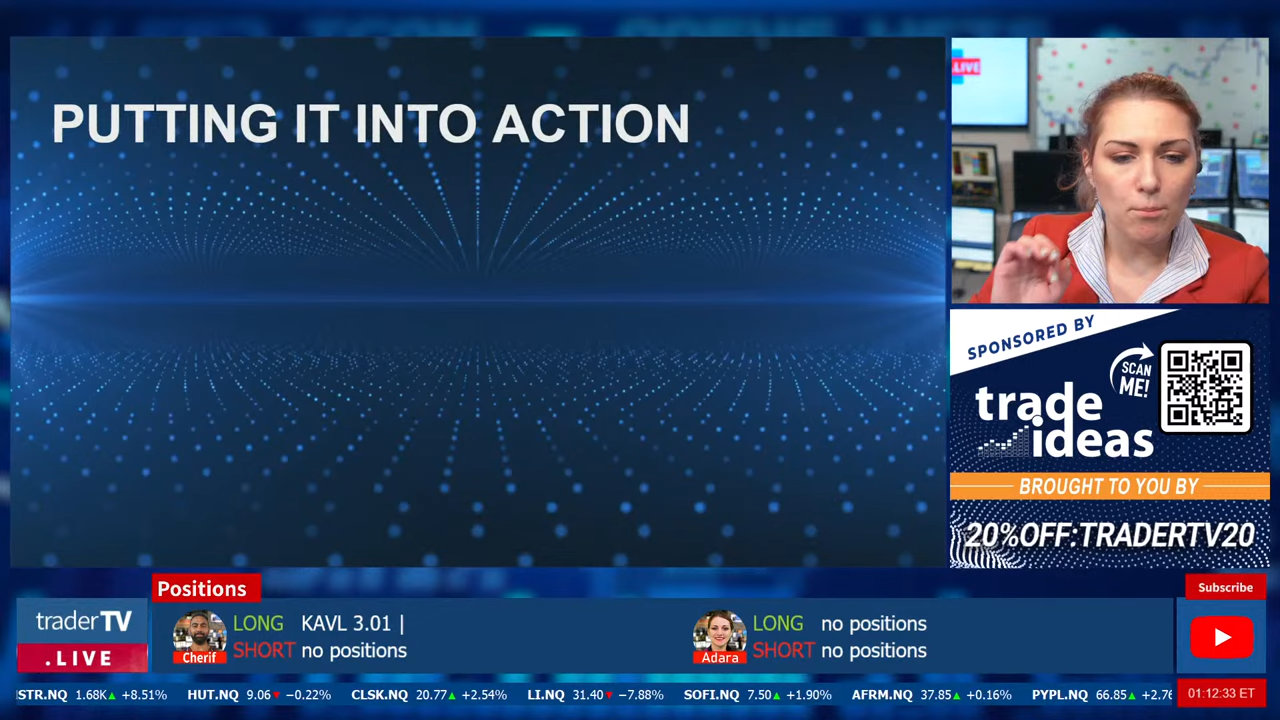 PUTTING IT INTO ACTION
.LIVE
SPONSORED BY
SCAN
ME!
trade
ideas
BROUGHT TO YOU BY
20%OFF:TRADERTV20
Positions
Subscribe
traderTV
.LIVE
Cherif
LONG KAVL 3.01 |
SHORT no positions
Adara
LONG no positions
SHORT no positions
STR.NQ 1.68K▲ +8.51% HUT.NQ 9.06▼ −0.22% CLSK.NQ 20.77▲ +2.54% LI.NQ 31.40▼ −7.88% SOFI.NQ 7.50▲ +1.90% AFRM.NQ 37.85▲ +0.16% PYPL.NQ 66.85▲ +2.76
01:12:33 ET